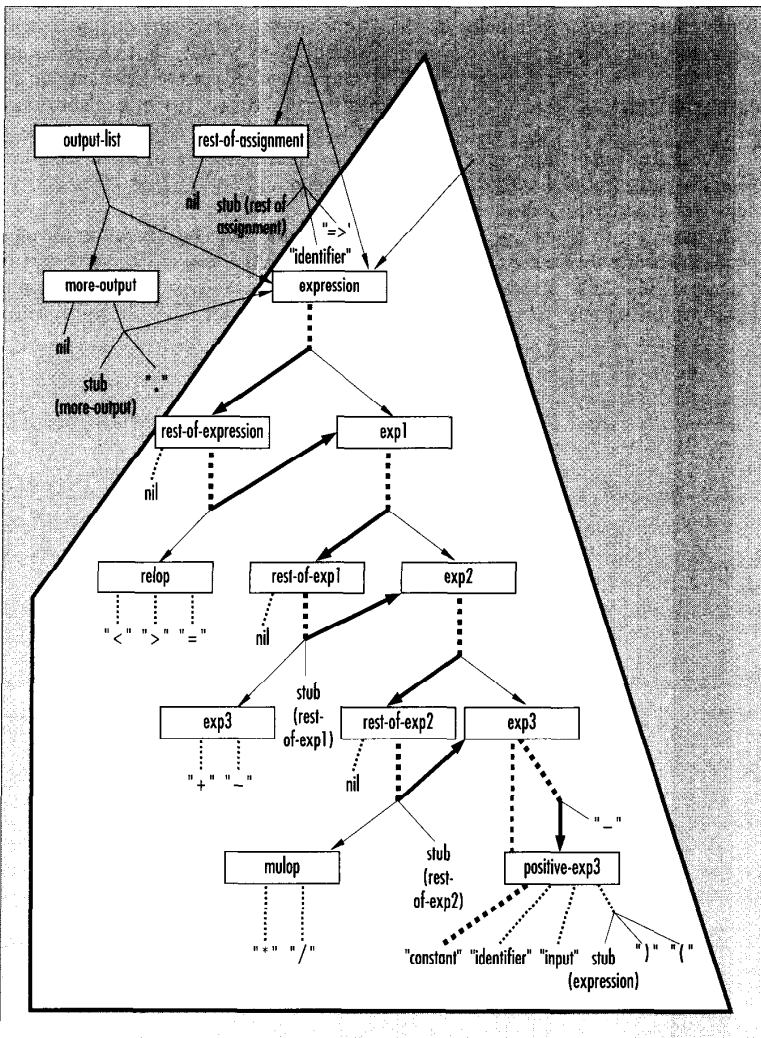 output-list
rest-of-assignment
nil
stub (rest of
assignment)
"=>'
"identifier"
more-output
expression
nil
stub
(more-output)
"."
rest-of-expression
exp1
nil
relop
rest-of-exp1
exp2
"<" ">" "="
nil
stub
(rest-
of-exp1)
exp3
rest-of-exp2
exp3
"+" "−"
nil
"−"
mulop
stub
(rest-
of-exp2)
positive-exp3
"*" "/"
"constant" "identifier" "input" stub
(expression)
")" "("